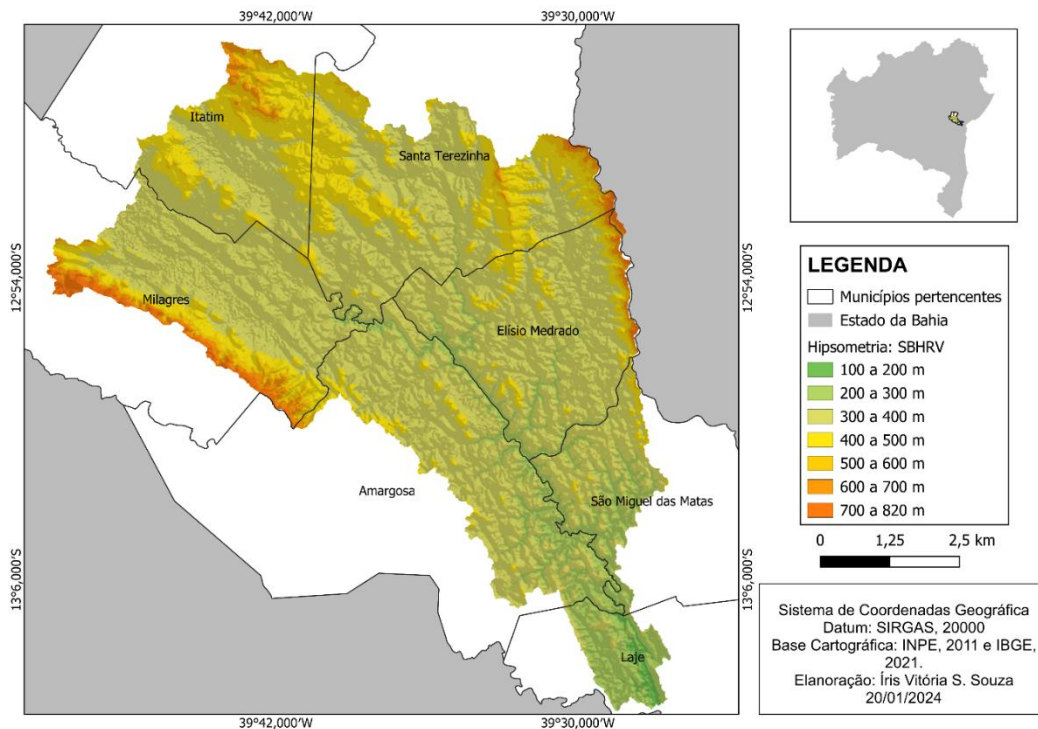 39°42,000'W
39°30,000'W
12°54,000'S
13°6,000'S
Itatim
Santa Terezinha
Milagres
Elísio Medrado
Amargosa
São Miguel das Matas
Laje
12°54,000'S
13°6,000'S
39°42,000'W
39°30,000'W
LEGENDA
Municípios pertencentes
Estado da Bahia
Hipsometria: SBHRV
100 a 200 m
200 a 300 m
300 a 400 m
400 a 500 m
500 a 600 m
600 a 700 m
700 a 820 m
0 1,25 2,5 km
Sistema de Coordenadas Geográfica
Datum: SIRGAS, 20000
Base Cartográfica: INPE, 2011 e IBGE,
2021.
Elanoração: Íris Vitória S. Souza
20/01/2024